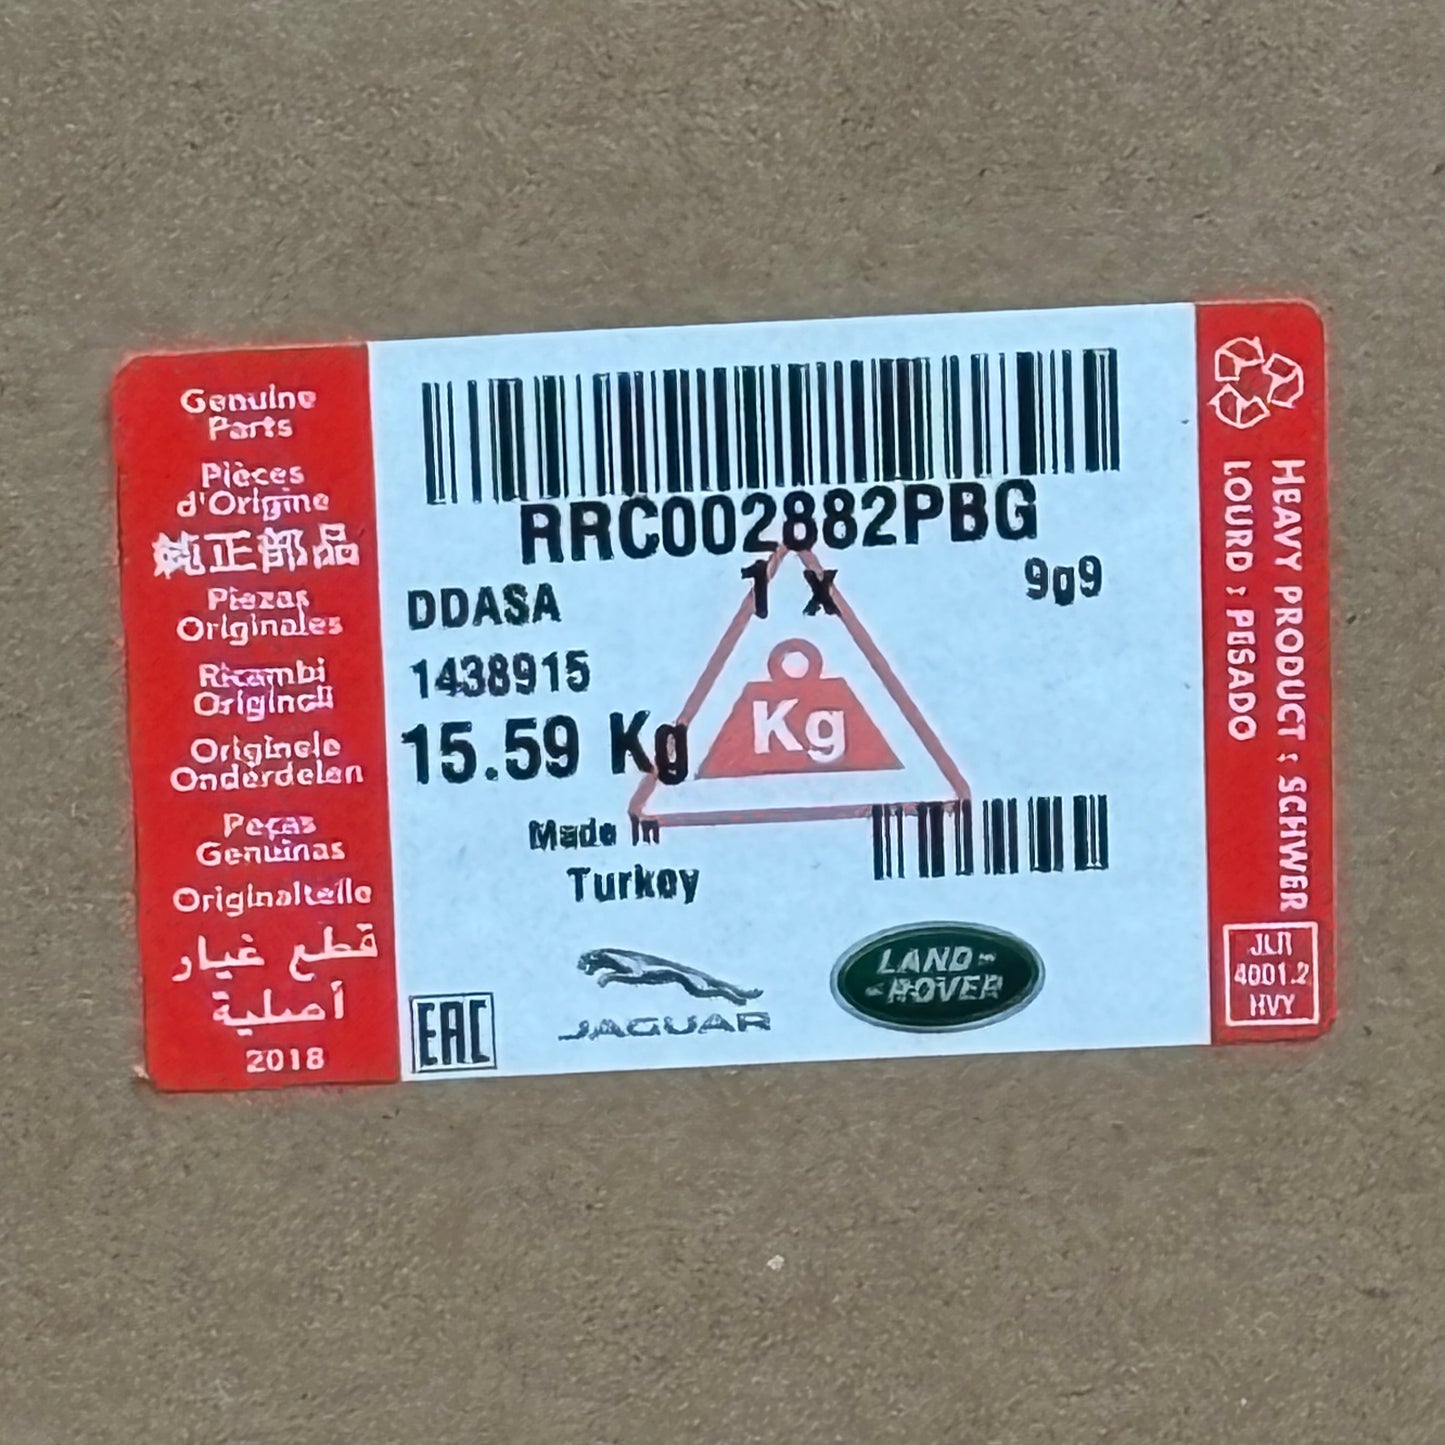 Genuine
Parts
Pièces
d'Origine
純正部品
Piezas
Originales
Ricambi
Originali
Originele
Onderdelen
Peças
Genuinas
Originalteile
قطع غيار
أصلية
2018
RRC002882PBG
1 x
9g9
DDASA
1438915
15.59 Kg
Kg
Made in
Turkey
EAC
JAGUAR
LAND-
-ROVER
HEAVY PRODUCT : SCHWER
LOURD : PESADO
JLR
4001.2
HVY